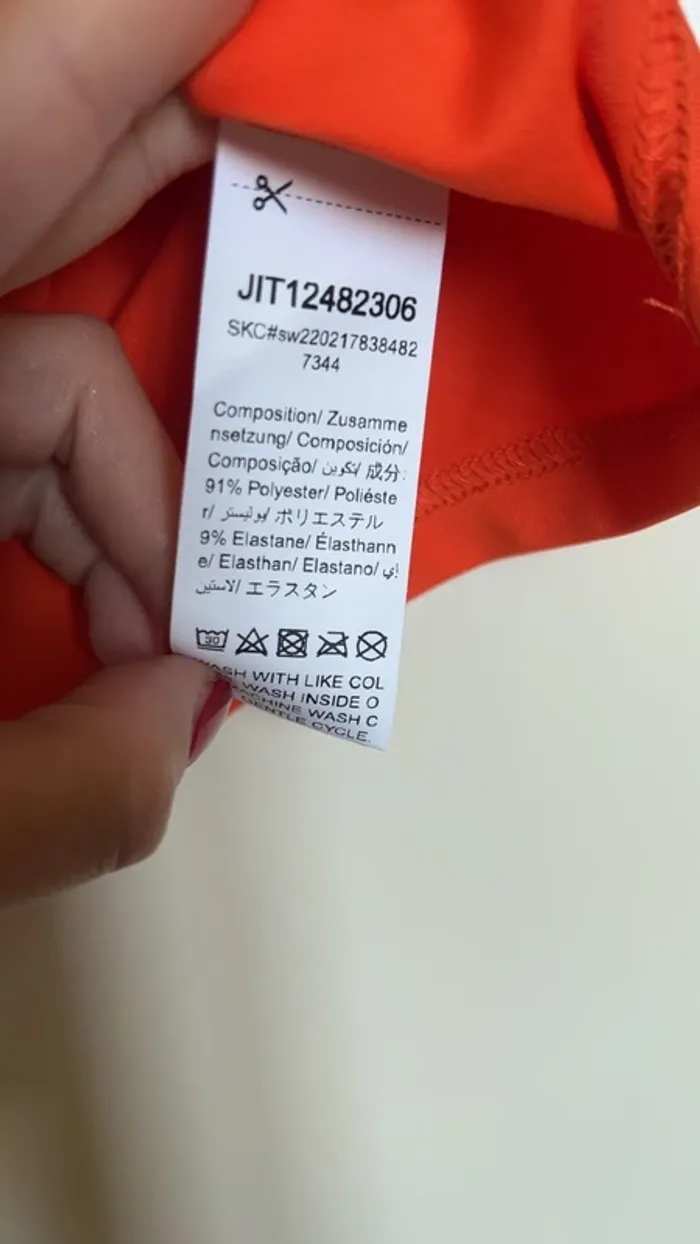 JIT12482306
SKC#sw220217838482
7344
Composition/ Zusamme
nsetzung/ Composición/
Composição/ تكوين/ 成分:
91% Polyester/ Poliéste
r/ بوليستر/ ポリエステル
9% Elastane/ Élasthann
e/ Elasthan/ Elastano/ إي
لاستين/ エラスタン
30
WASH WITH LIKE COL
WASH INSIDE O
MACHINE WASH C
GENTLE CYCLE.